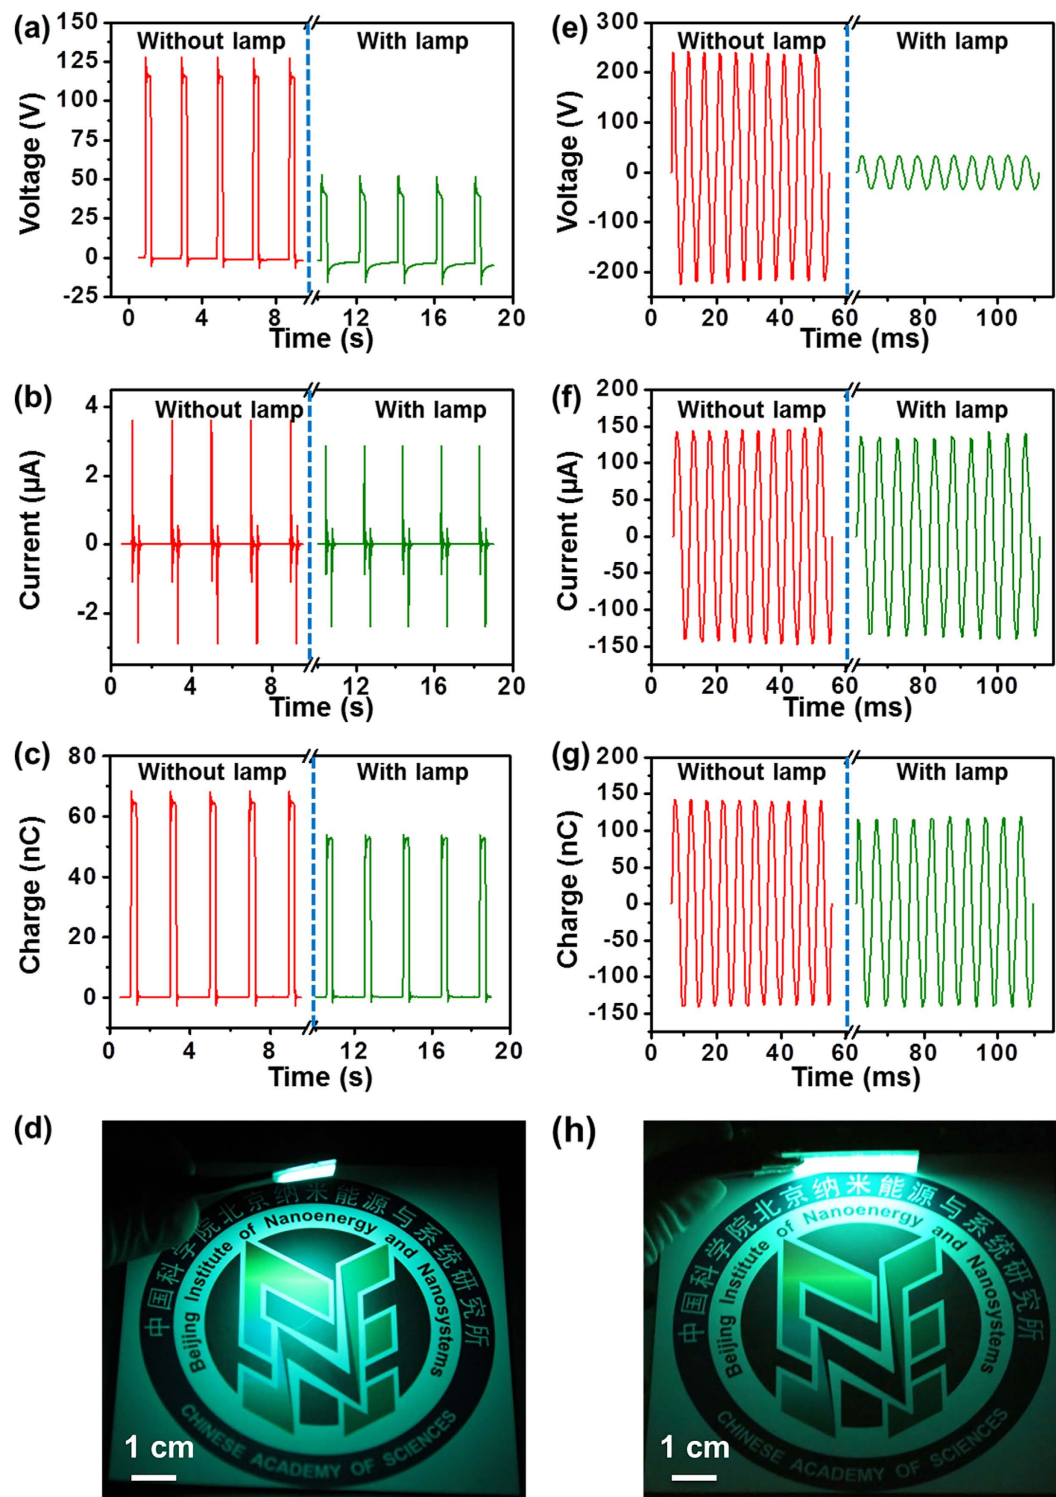 (a)
150
125
100
75
50
25
0
-25
Voltage (V)
Without lamp
With lamp
0 4 8 12 16 20
Time (s)
(e)
300
200
100
0
-100
-200
Voltage (V)
Without lamp
With lamp
0 20 40 60 80 100
Time (ms)
(b)
4
2
0
-2
Current (μA)
Without lamp
With lamp
0 4 8 12 16 20
Time (s)
(f)
200
150
100
50
0
-50
-100
-150
Current (μA)
Without lamp
With lamp
0 20 40 60 80 100
Time (ms)
(c)
80
60
40
20
0
Charge (nC)
Without lamp
With lamp
0 4 8 12 16 20
Time (s)
(g)
200
150
100
50
0
-50
-100
-150
Charge (nC)
Without lamp
With lamp
0 20 40 60 80 100
Time (ms)
(d)
中国科学院北京纳米能源与系统研究所
Beijing Institute of Nanoenergy and Nanosystems
CHINESE ACADEMY OF SCIENCES
1 cm
(h)
中国科学院北京纳米能源与系统研究所
Beijing Institute of Nanoenergy and Nanosystems
CHINESE ACADEMY OF SCIENCES
1 cm